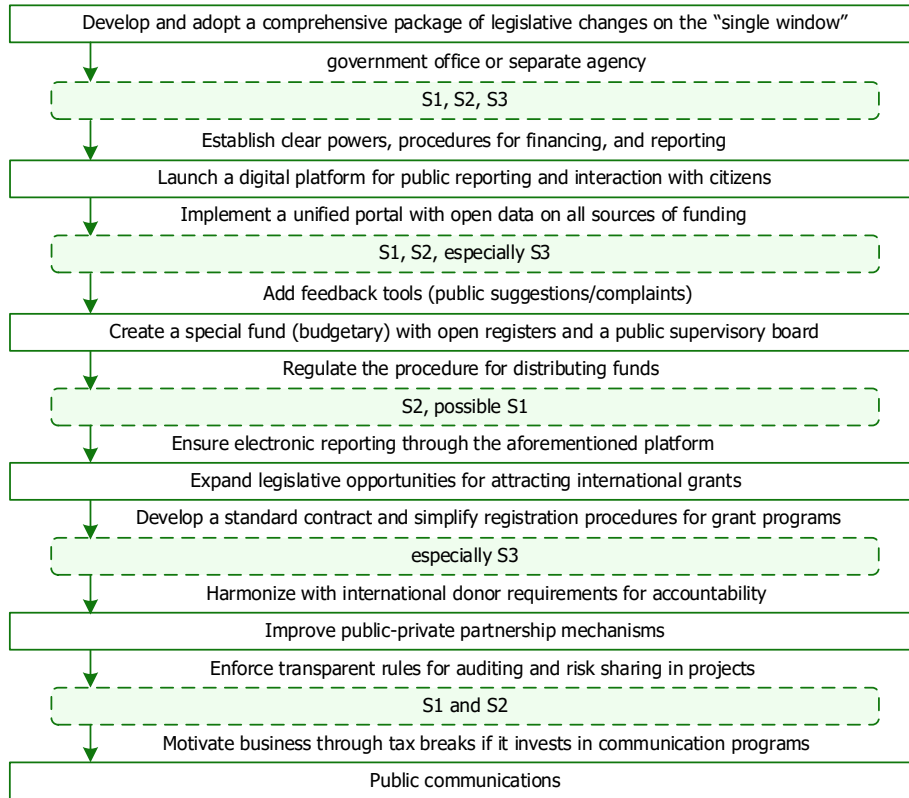 Develop and adopt a comprehensive package of legislative changes on the “single window”
government office or separate agency
S1, S2, S3
Establish clear powers, procedures for financing, and reporting
Launch a digital platform for public reporting and interaction with citizens
Implement a unified portal with open data on all sources of funding
S1, S2, especially S3
Add feedback tools (public suggestions/complaints)
Create a special fund (budgetary) with open registers and a public supervisory board
Regulate the procedure for distributing funds
S2, possible S1
Ensure electronic reporting through the aforementioned platform
Expand legislative opportunities for attracting international grants
Develop a standard contract and simplify registration procedures for grant programs
especially S3
Harmonize with international donor requirements for accountability
Improve public-private partnership mechanisms
Enforce transparent rules for auditing and risk sharing in projects
S1 and S2
Motivate business through tax breaks if it invests in communication programs
Public communications